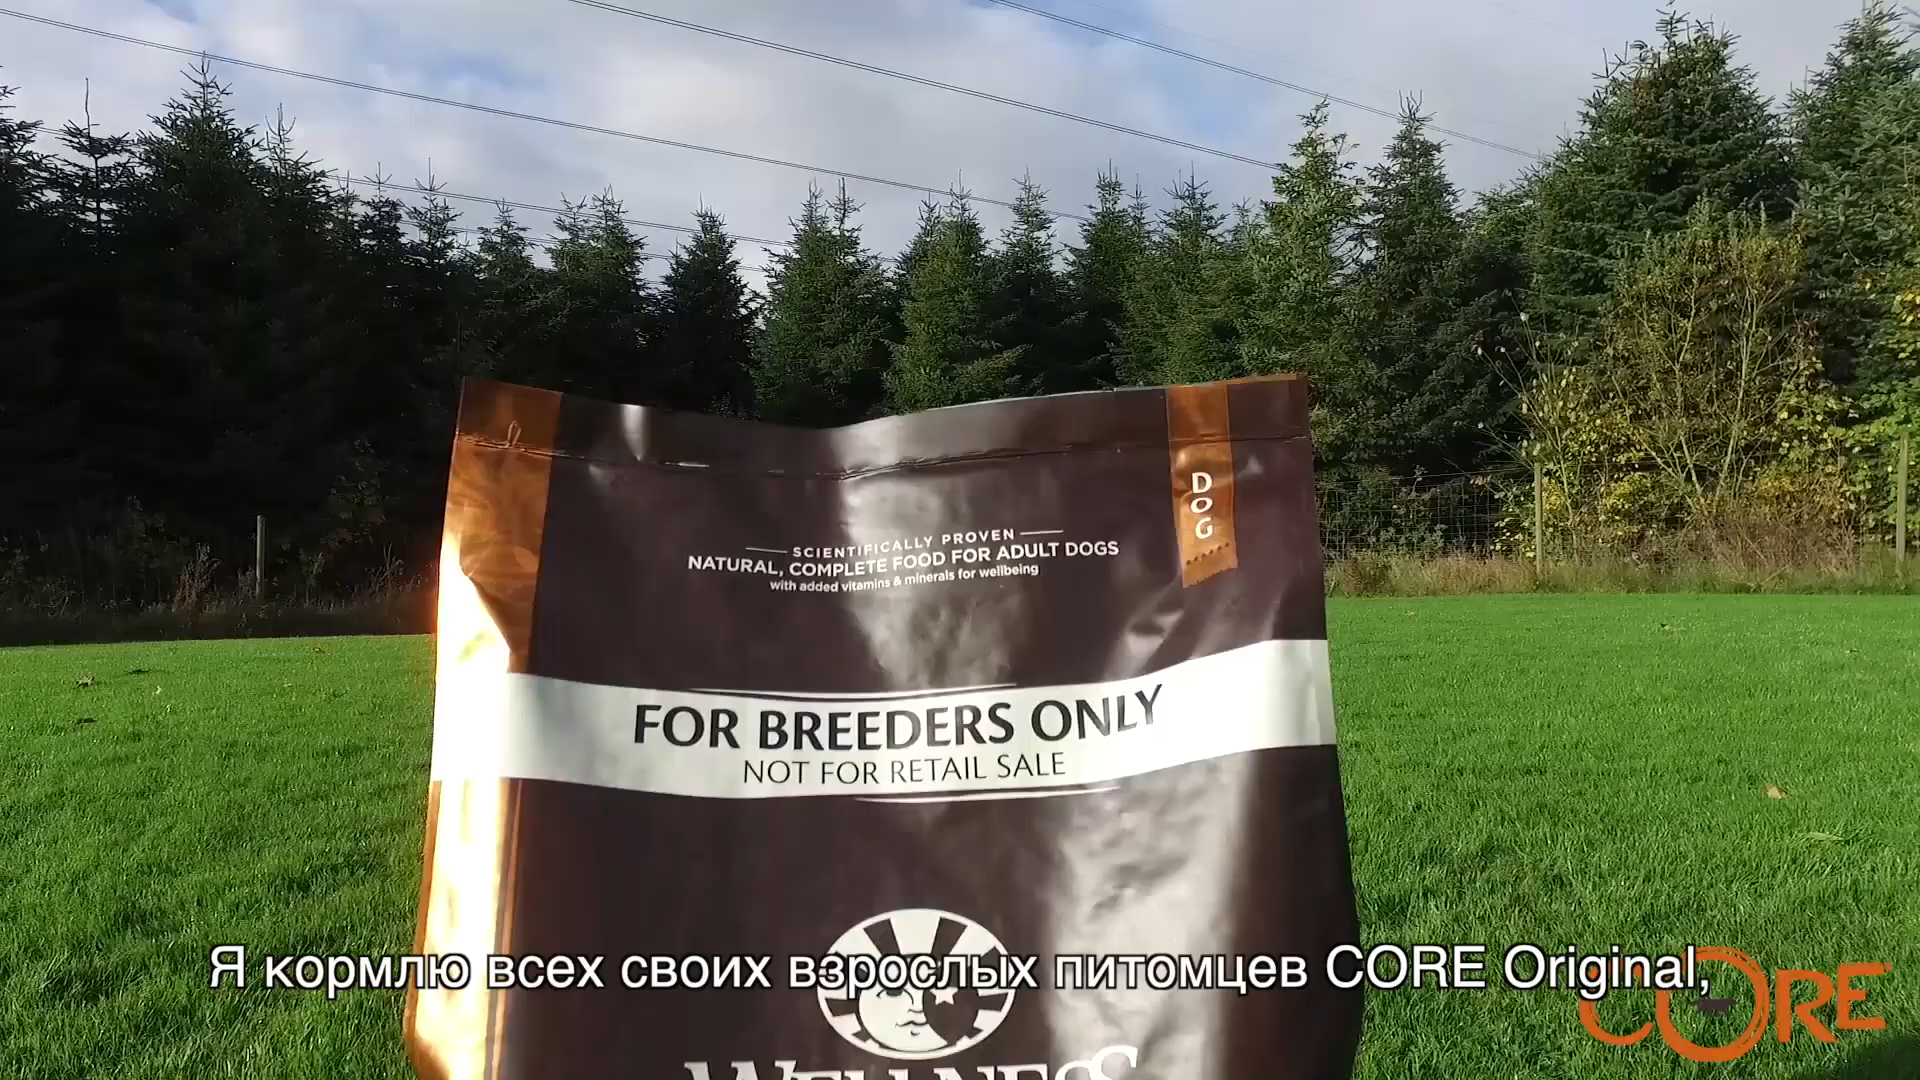 DOG
SCIENTIFICALLY PROVEN
NATURAL, COMPLETE FOOD FOR ADULT DOGS
with added vitamins & minerals for wellbeing
FOR BREEDERS ONLY
NOT FOR RETAIL SALE
Я кормлю всех своих взрослых питомцев CORE Original,
CORE
WELLNESS